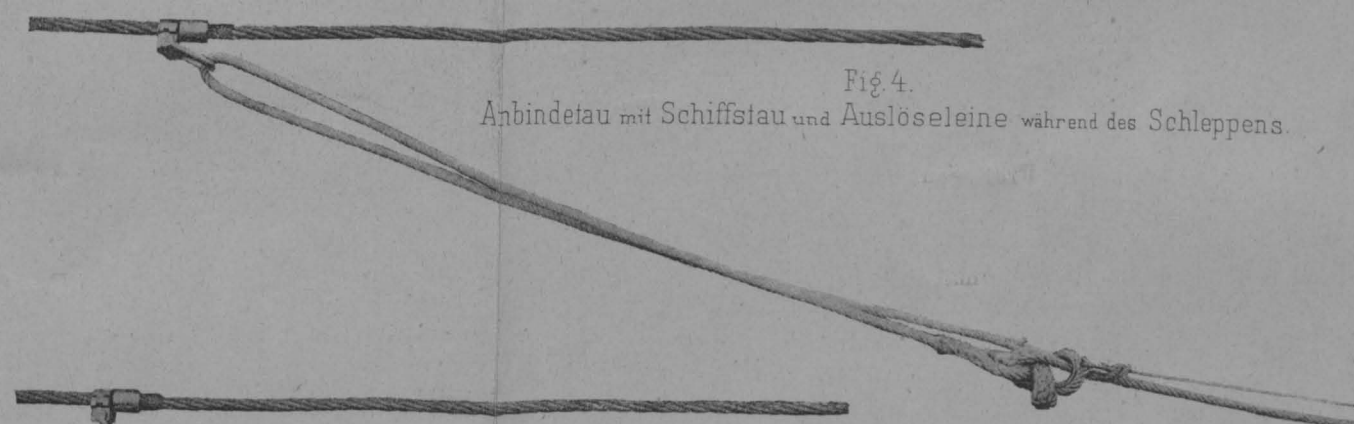 Fig. 4.
Anbindetau mit Schiffstau und Auslöseleine während des Schleppens.